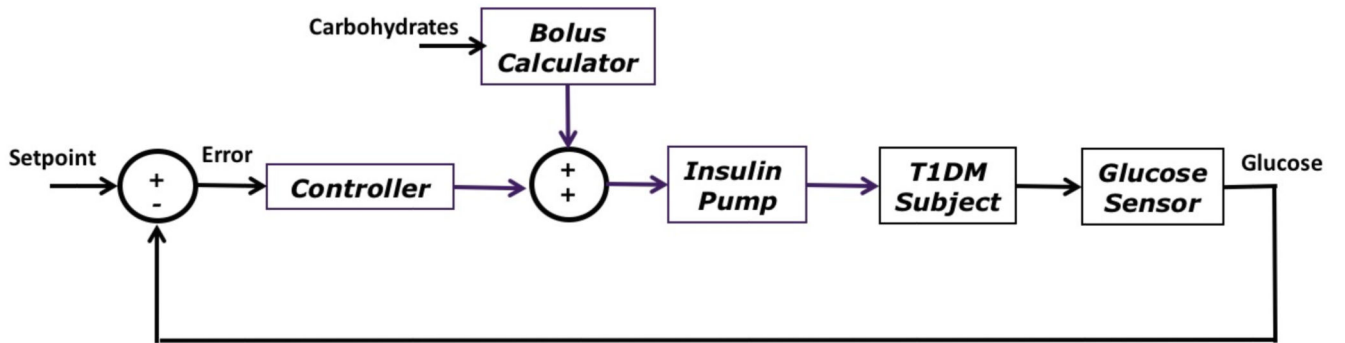 Carbohydrates
Bolus
Calculator
Setpoint
+
-
Error
Controller
+
+
Insulin
Pump
T1DM
Subject
Glucose
Sensor
Glucose